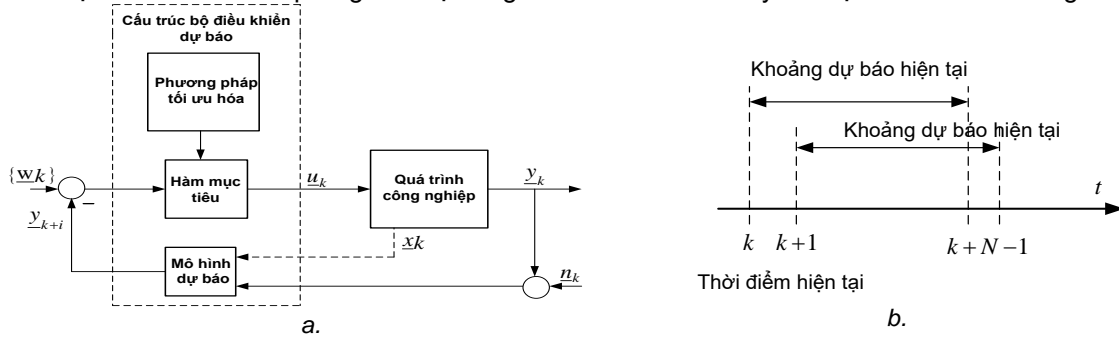 Cấu trúc bộ điều khiển
dự báo
Phương pháp
tối ưu hóa
{wk}
Hàm mục
tiêu
u_k
Quá trình
công nghiệp
y_k
y_{k+i}
−
xk
Mô hình
dự báo
n_k
a.
Khoảng dự báo hiện tại
Khoảng dự báo hiện tại
t
k k+1 k+N−1
Thời điểm hiện tại
b.